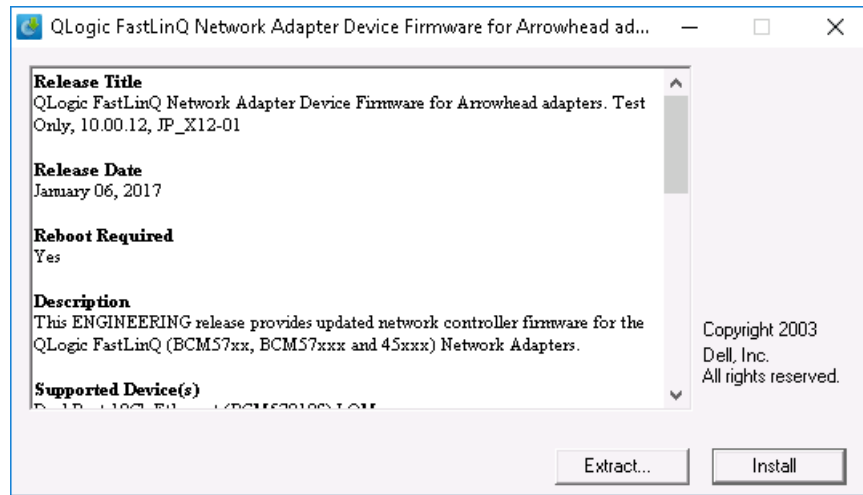 QLogic FastLinQ Network Adapter Device Firmware for Arrowhead ad...
Release Title
QLogic FastLinQ Network Adapter Device Firmware for Arrowhead adapters. Test
Only, 10.00.12, JP_X12-01
Release Date
January 06, 2017
Reboot Required
Yes
Description
This ENGINEERING release provides updated network controller firmware for the
QLogic FastLinQ (BCM57xx, BCM57xxx and 45xxx) Network Adapters.
Supported Device(s)
Copyright 2003
Dell, Inc.
All rights reserved.
Extract...
Install